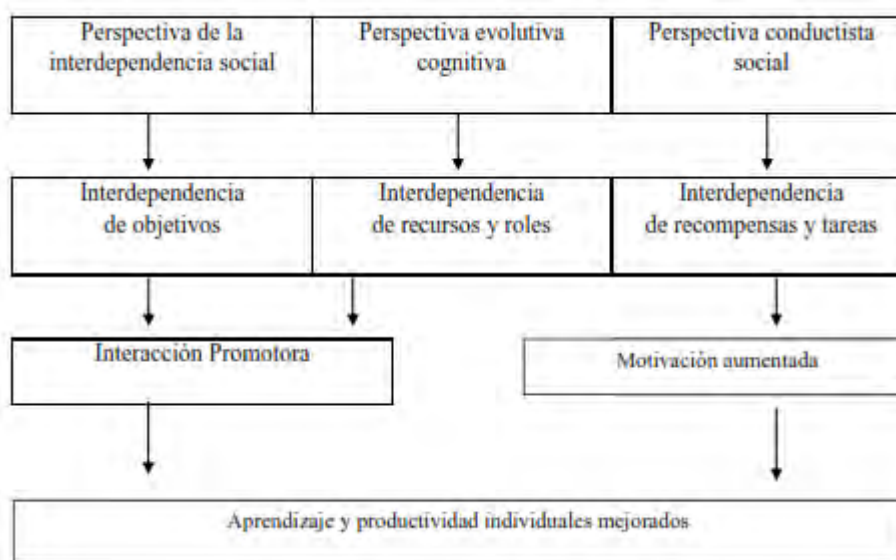 Perspectiva de la
interdependencia social
Perspectiva evolutiva
cognitiva
Perspectiva conductista
social
Interdependencia
de objetivos
Interdependencia
de recursos y roles
Interdependencia
de recompensas y tareas
Interacción Promotora
Motivación aumentada
Aprendizaje y productividad individuales mejorados